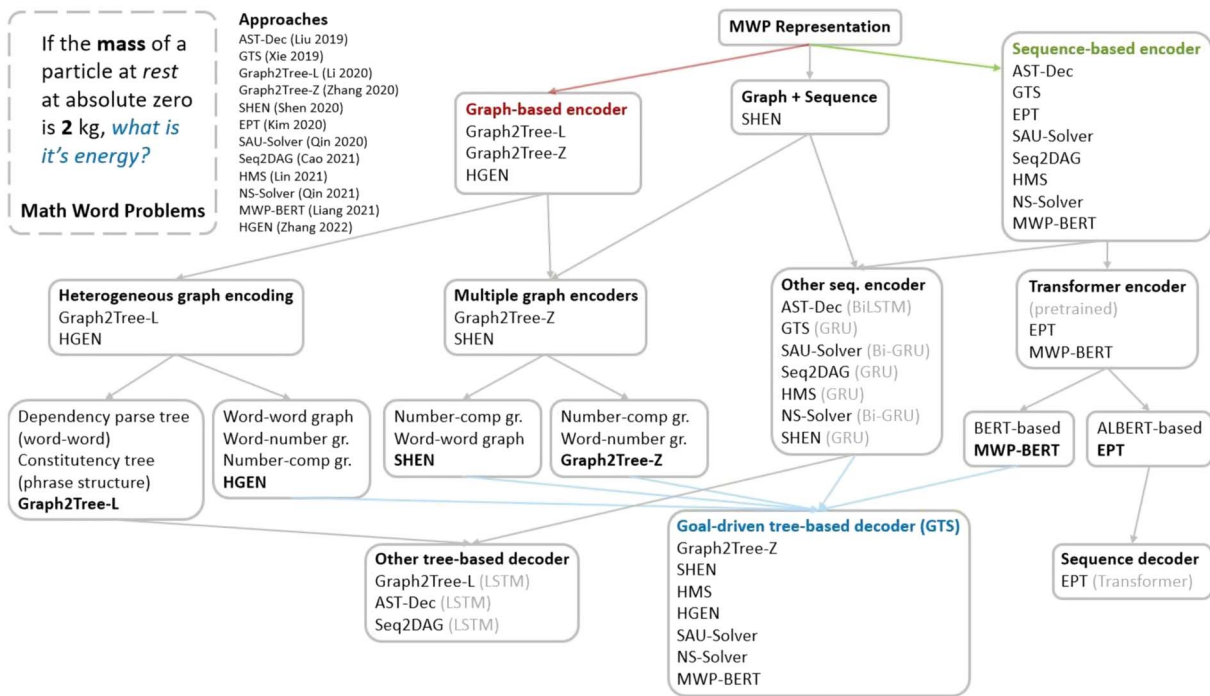 If the mass of a
particle at rest
at absolute zero
is 2 kg, what is
it's energy?
Math Word Problems
Approaches
AST-Dec (Liu 2019)
GTS (Xie 2019)
Graph2Tree-L (Li 2020)
Graph2Tree-Z (Zhang 2020)
SHEN (Shen 2020)
EPT (Kim 2020)
SAU-Solver (Qin 2020)
Seq2DAG (Cao 2021)
HMS (Lin 2021)
NS-Solver (Qin 2021)
MWP-BERT (Liang 2021)
HGEN (Zhang 2022)
MWP Representation
Graph-based encoder
Graph2Tree-L
Graph2Tree-Z
HGEN
Graph + Sequence
SHEN
Sequence-based encoder
AST-Dec
GTS
EPT
SAU-Solver
Seq2DAG
HMS
NS-Solver
MWP-BERT
Heterogeneous graph encoding
Graph2Tree-L
HGEN
Multiple graph encoders
Graph2Tree-Z
SHEN
Other seq. encoder
AST-Dec (BiLSTM)
GTS (GRU)
SAU-Solver (Bi-GRU)
Seq2DAG (GRU)
HMS (GRU)
NS-Solver (Bi-GRU)
SHEN (GRU)
Transformer encoder
(pretrained)
EPT
MWP-BERT
Dependency parse tree
(word-word)
Constitutency tree
(phrase structure)
Graph2Tree-L
Word-word graph
Word-number gr.
Number-comp gr.
HGEN
Number-comp gr.
Word-word graph
SHEN
Number-comp gr.
Word-number gr.
Graph2Tree-Z
BERT-based
MWP-BERT
ALBERT-based
EPT
Other tree-based decoder
Graph2Tree-L (LSTM)
AST-Dec (LSTM)
Seq2DAG (LSTM)
Goal-driven tree-based decoder (GTS)
Graph2Tree-Z
SHEN
HMS
HGEN
SAU-Solver
NS-Solver
MWP-BERT
Sequence decoder
EPT (Transformer)